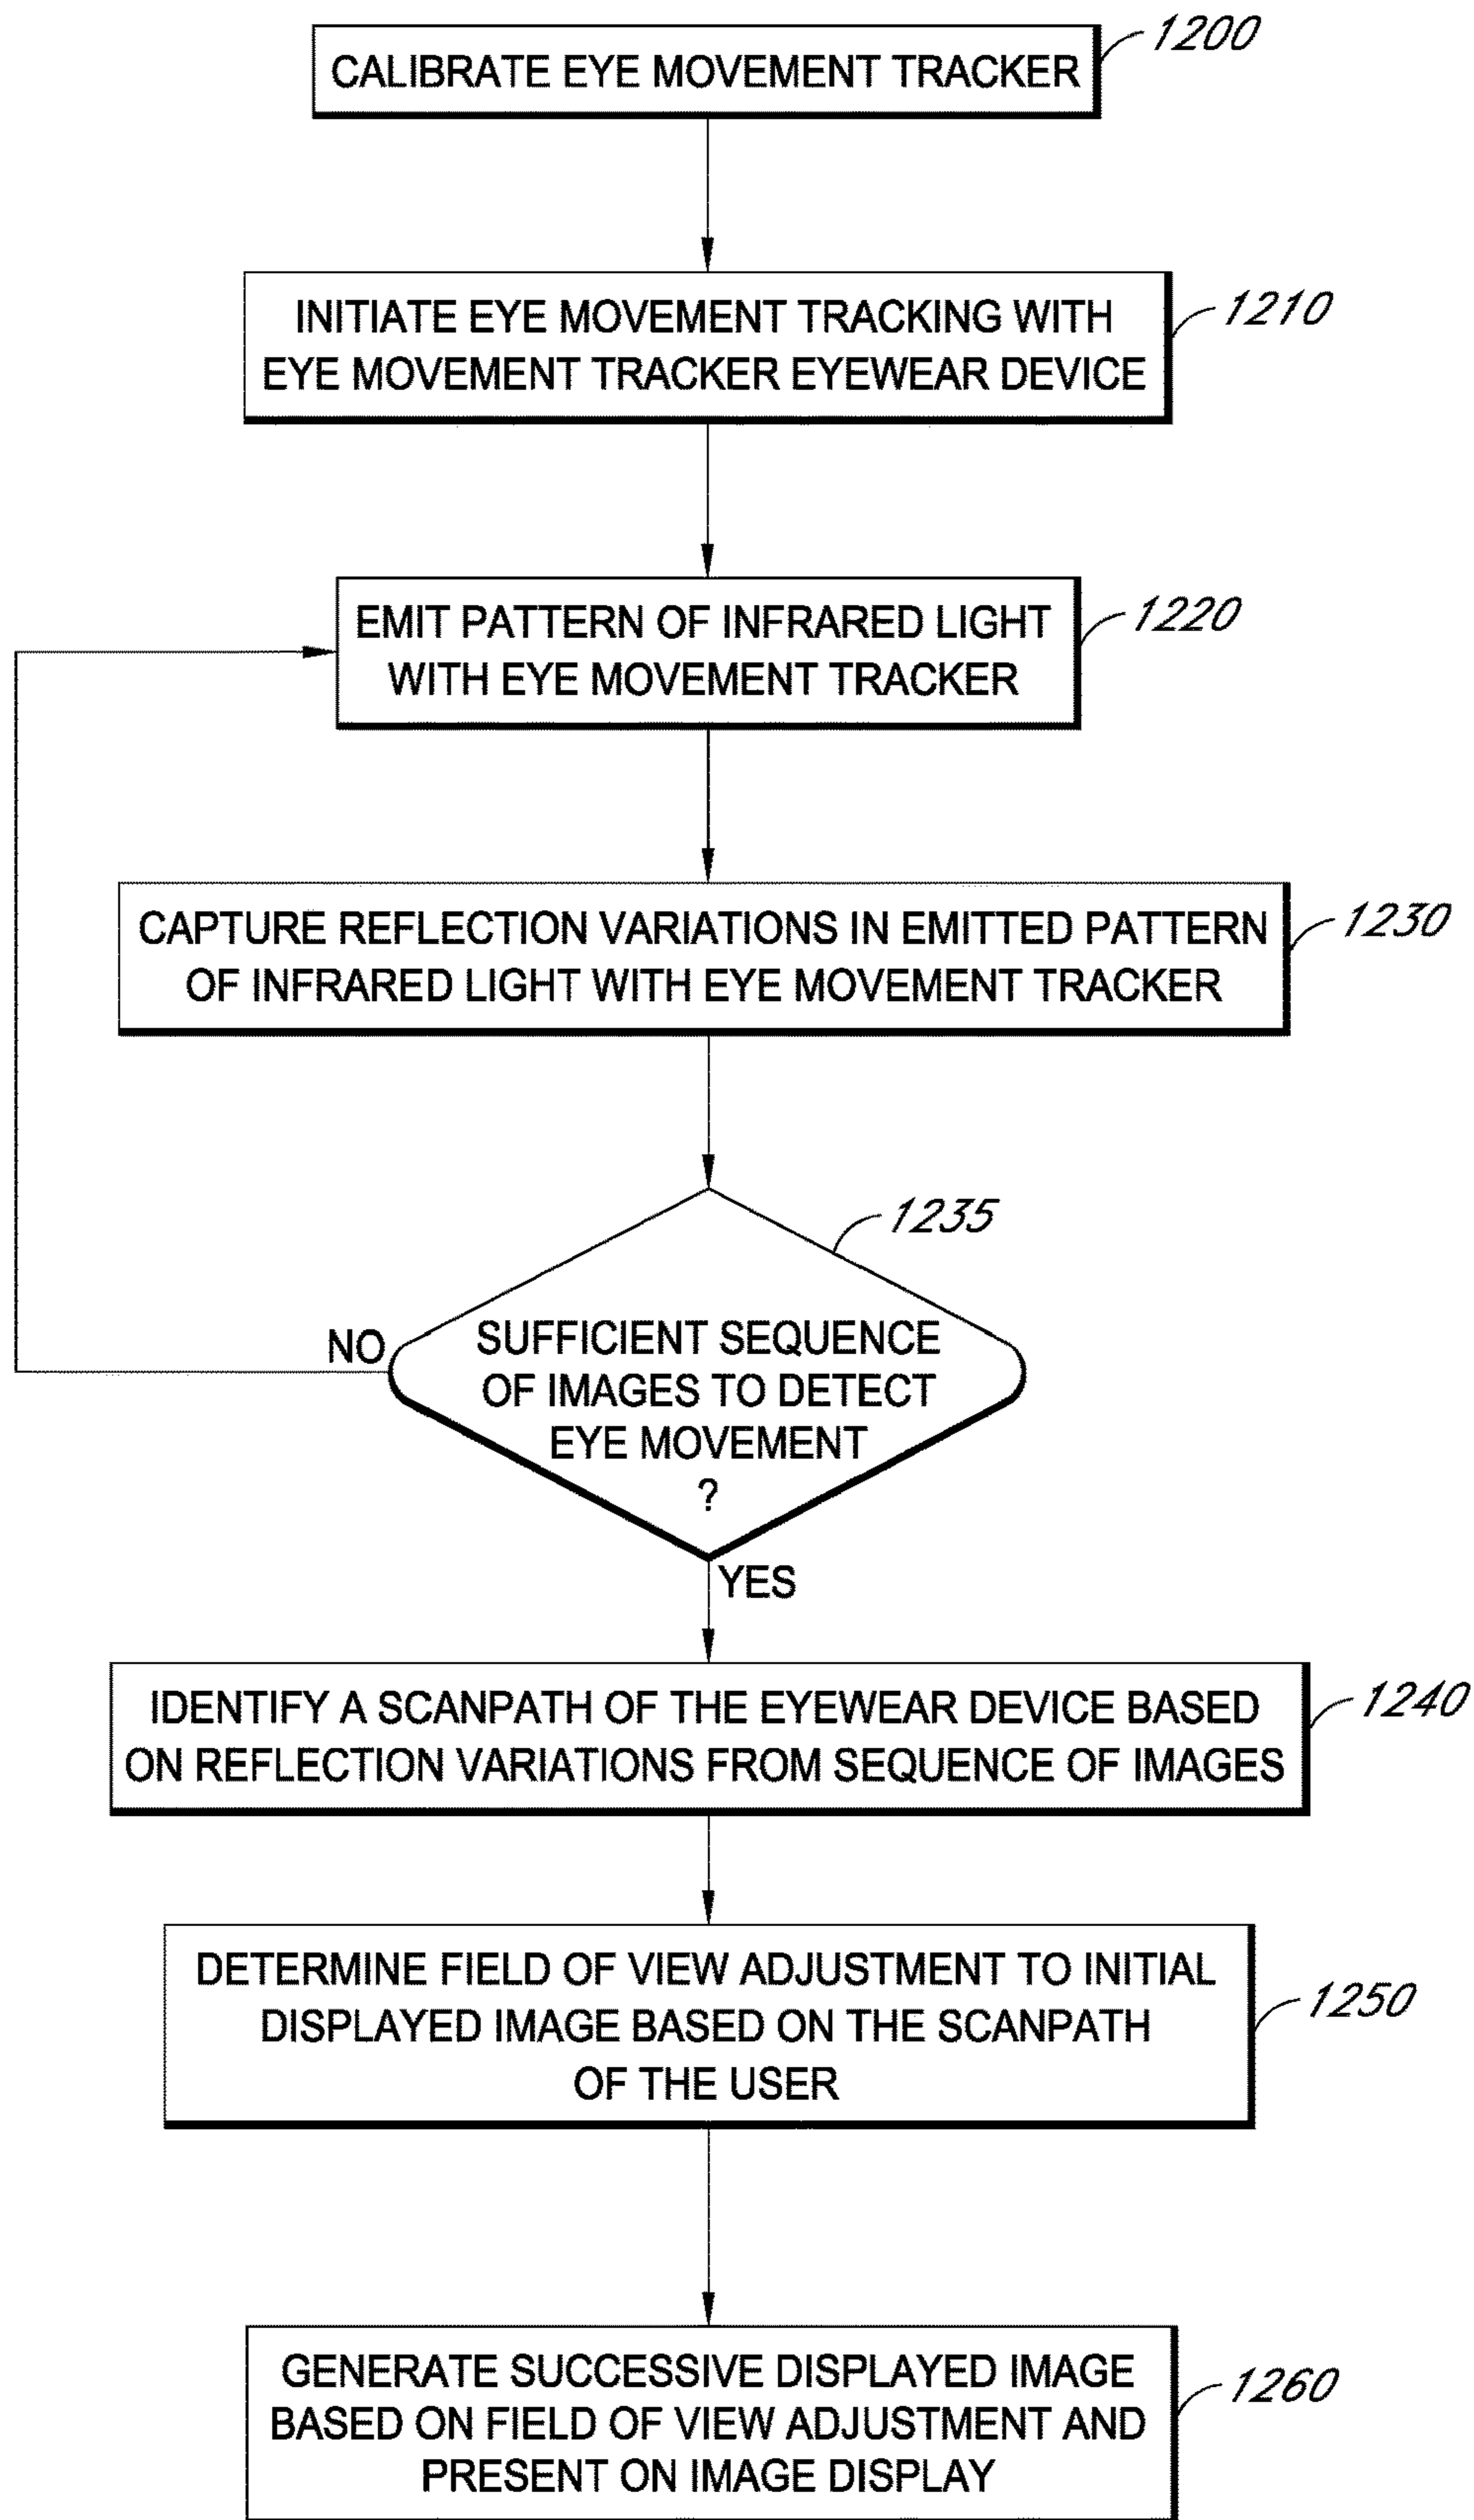 CALIBRATE EYE MOVEMENT TRACKER
1200
INITIATE EYE MOVEMENT TRACKING WITH
EYE MOVEMENT TRACKER EYEWEAR DEVICE
1210
EMIT PATTERN OF INFRARED LIGHT
WITH EYE MOVEMENT TRACKER
1220
CAPTURE REFLECTION VARIATIONS IN EMITTED PATTERN
OF INFRARED LIGHT WITH EYE MOVEMENT TRACKER
1230
1235
SUFFICIENT SEQUENCE
OF IMAGES TO DETECT
EYE MOVEMENT
?
NO
YES
IDENTIFY A SCANPATH OF THE EYEWEAR DEVICE BASED
ON REFLECTION VARIATIONS FROM SEQUENCE OF IMAGES
1240
DETERMINE FIELD OF VIEW ADJUSTMENT TO INITIAL
DISPLAYED IMAGE BASED ON THE SCANPATH
OF THE USER
1250
GENERATE SUCCESSIVE DISPLAYED IMAGE
BASED ON FIELD OF VIEW ADJUSTMENT AND
PRESENT ON IMAGE DISPLAY
1260